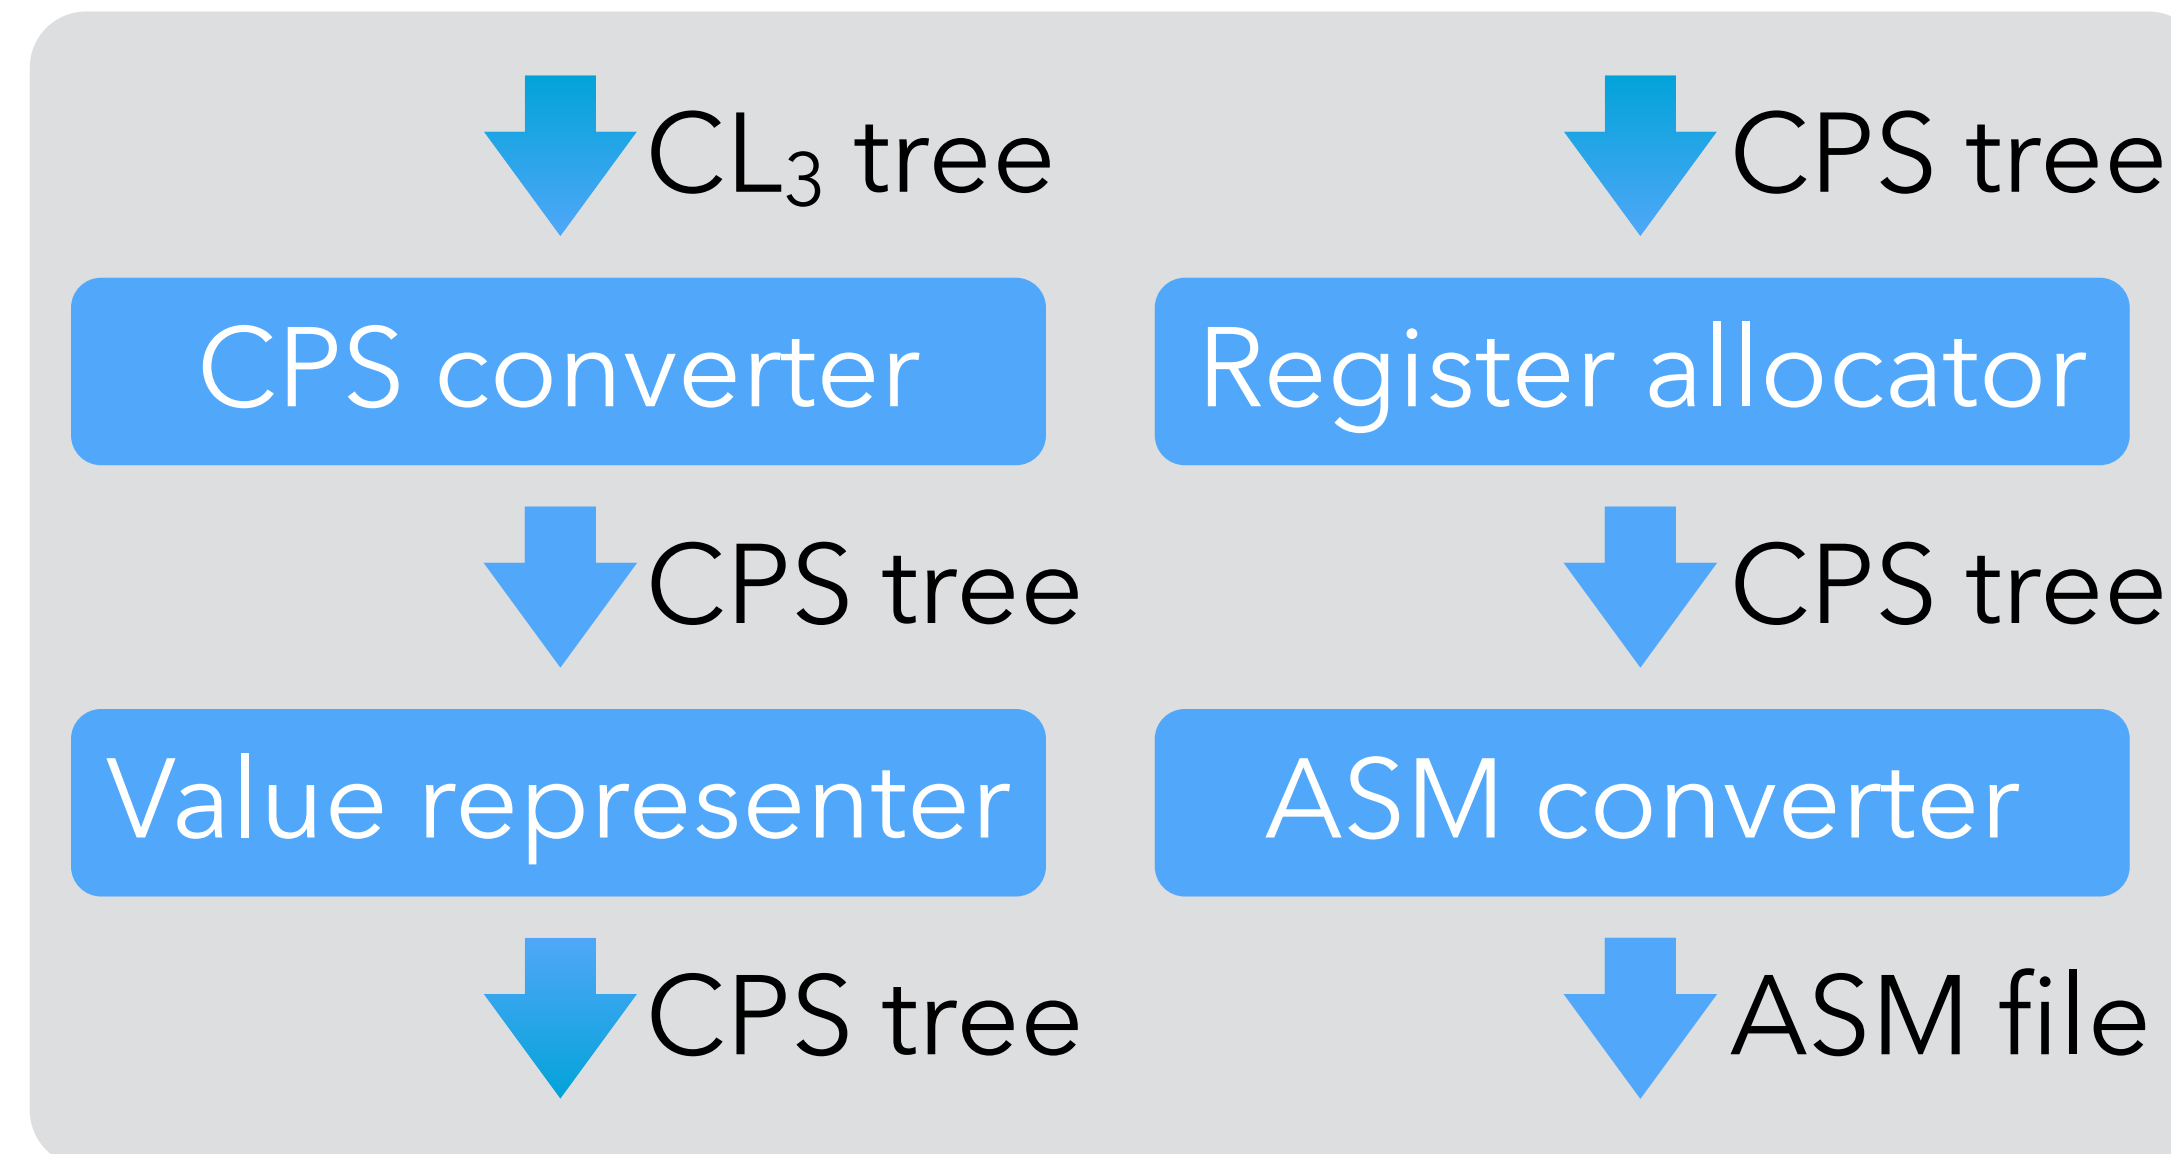 CL₃ tree
CPS converter
CPS tree
Value representer
CPS tree
CPS tree
Register allocator
CPS tree
ASM converter
ASM file